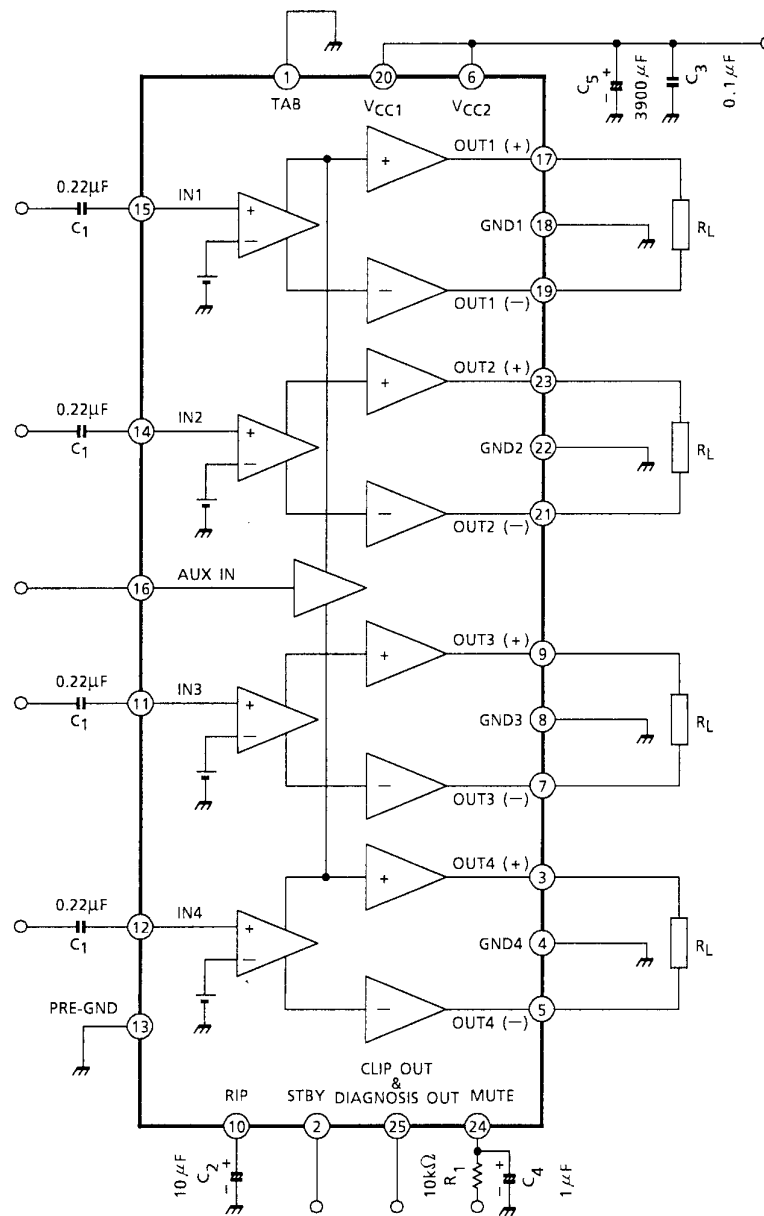 1
20
6
TAB
VCC1
VCC2
C5
+
-
3900 μF
C3
0.1 μF
OUT1 (+)
17
0.22μF
C1
15
IN1
+
-
+
GND1
18
RL
-
OUT1 (-)
19
OUT2 (+)
23
0.22μF
C1
14
IN2
+
-
+
GND2
22
RL
-
OUT2 (-)
21
16
AUX IN
OUT3 (+)
9
0.22μF
C1
11
IN3
+
-
+
GND3
8
RL
-
OUT3 (-)
7
OUT4 (+)
3
0.22μF
C1
12
IN4
+
-
+
GND4
4
RL
-
OUT4 (-)
5
PRE-GND
13
RIP
STBY
CLIP OUT
&
DIAGNOSIS OUT
MUTE
10
2
25
24
10 μF
C2
+
-
10kΩ
R1
+
-
C4
1 μF